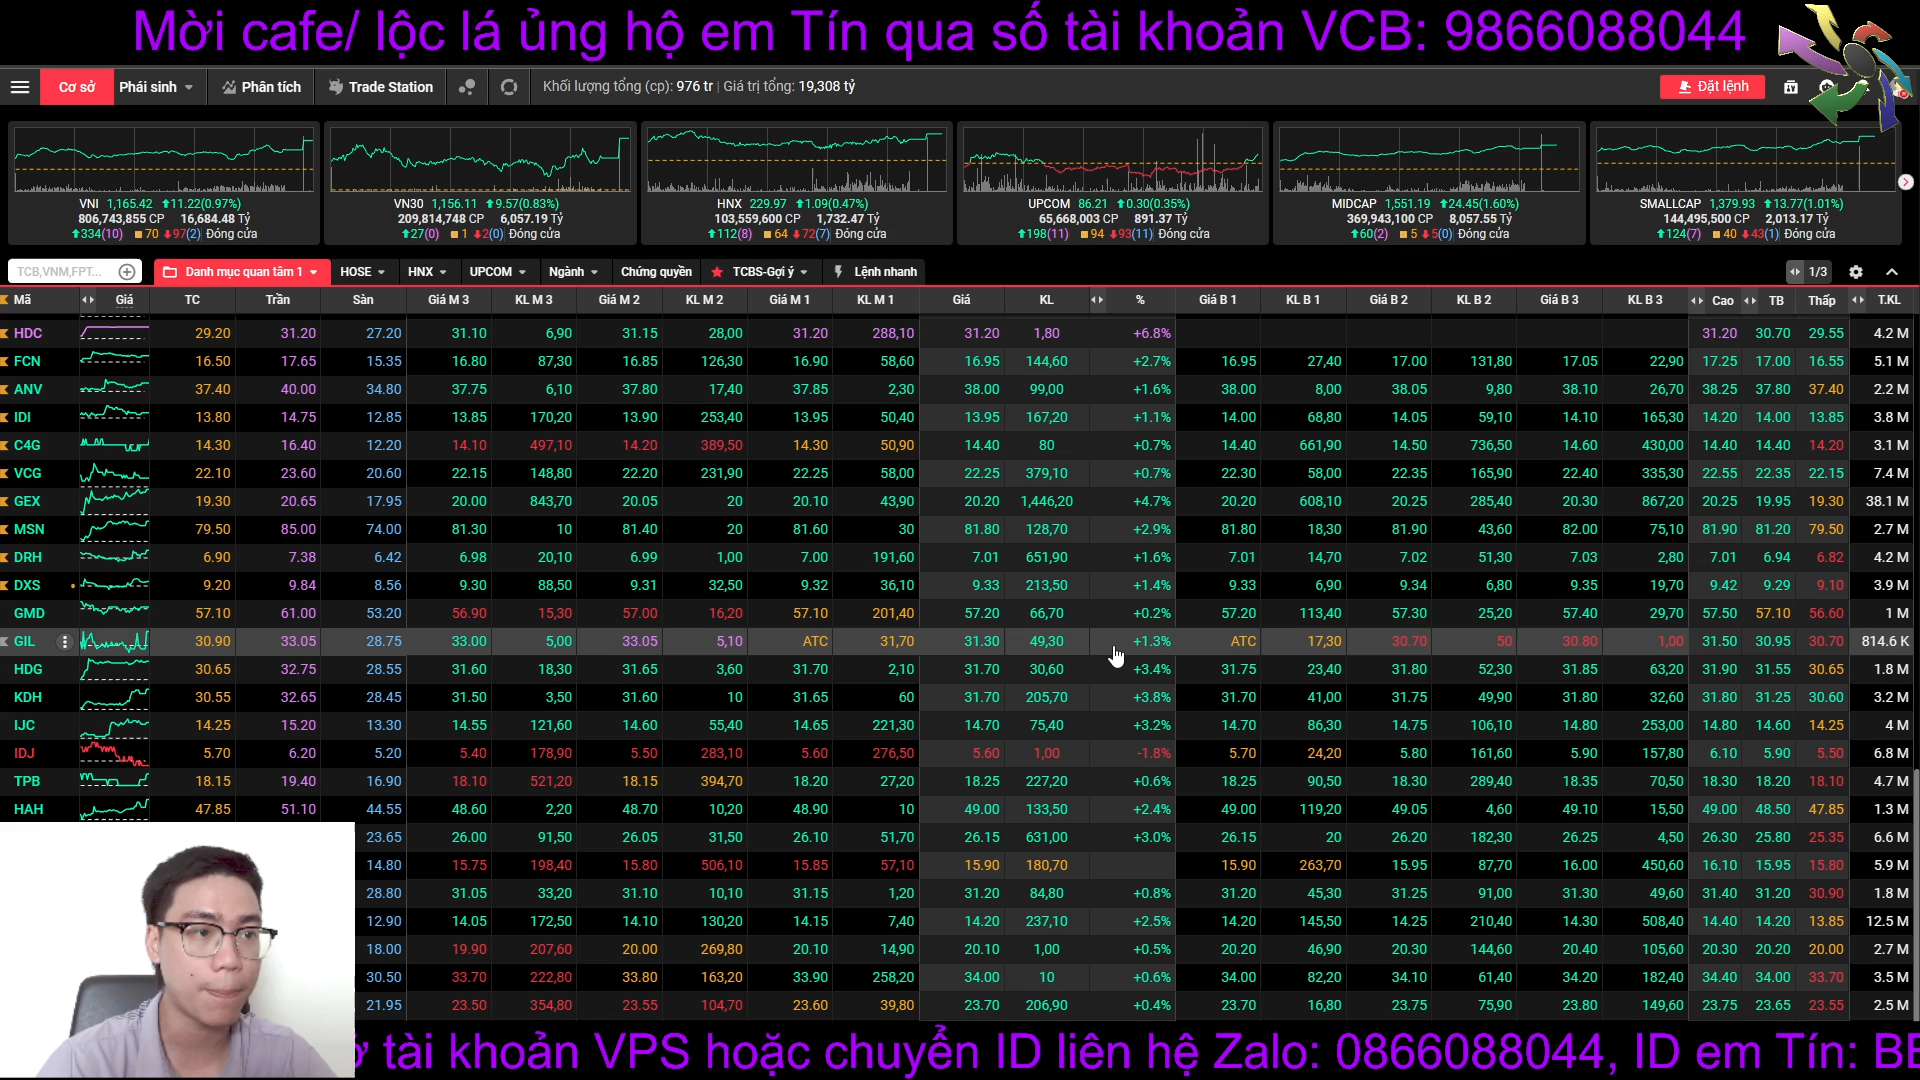 Mời cafe/ lộc lá ủng hộ em Tín qua số tài khoản VCB: 9866088044
Cơ sở Phái sinh Phân tích Trade Station Khối lượng tổng (cp): 976 tr | Giá trị tổng: 19,308 tỷ Đặt lệnh
VNI 1,165.42 11.22(0.97%)
806,743,855 CP 16,684.48 Tỷ
334(10) 70 97(2) Đóng cửa
VN30 1,156.11 9.57(0.83%)
209,814,748 CP 6,057.19 Tỷ
27(0) 1 2(0) Đóng cửa
HNX 229.97 1.09(0.47%)
103,559,600 CP 1,732.47 Tỷ
112(8) 64 72(7) Đóng cửa
UPCOM 86.21 0.30(0.35%)
65,668,003 CP 891.37 Tỷ
198(11) 94 93(11) Đóng cửa
MIDCAP 1,551.19 24.45(1.60%)
369,943,100 CP 8,057.55 Tỷ
60(2) 5 5(0) Đóng cửa
SMALLCAP 1,379.93 13.77(1.01%)
144,495,500 CP 2,013.17 Tỷ
124(7) 40 43(1) Đóng cửa
TCB,VNM,FPT... Danh mục quan tâm 1 HOSE HNX UPCOM Ngành Chứng quyền TCBS-Gợi ý Lệnh nhanh 1/3
Mã Giá TC Trần Sàn Giá M 3 KL M 3 Giá M 2 KL M 2 Giá M 1 KL M 1 Giá KL % Giá B 1 KL B 1 Giá B 2 KL B 2 Giá B 3 KL B 3 Cao TB Thấp T.KL
HDC 29.20 31.20 27.20 31.10 6,90 31.15 28,00 31.20 288,10 31.20 1,80 +6.8% 31.20 30.70 29.55 4.2 M
FCN 16.50 17.65 15.35 16.80 87,30 16.85 126,30 16.90 58,60 16.95 144,60 +2.7% 16.95 27,40 17.00 131,80 17.05 22,90 17.25 17.00 16.55 5.1 M
ANV 37.40 40.00 34.80 37.75 6,10 37.80 17,40 37.85 2,30 38.00 99,00 +1.6% 38.00 8,00 38.05 9,80 38.10 26,70 38.25 37.80 37.40 2.2 M
IDI 13.80 14.75 12.85 13.85 170,20 13.90 253,40 13.95 50,40 13.95 167,20 +1.1% 14.00 68,80 14.05 59,10 14.10 165,30 14.20 14.00 13.85 3.8 M
C4G 14.30 16.40 12.20 14.10 497,10 14.20 389,50 14.30 50,90 14.40 80 +0.7% 14.40 661,90 14.50 736,50 14.60 430,00 14.40 14.40 14.20 3.1 M
VCG 22.10 23.60 20.60 22.15 148,80 22.20 231,90 22.25 58,00 22.25 379,10 +0.7% 22.30 58,00 22.35 165,90 22.40 335,30 22.55 22.35 22.15 7.4 M
GEX 19.30 20.65 17.95 20.00 843,70 20.05 20 20.10 43,90 20.20 1,446,20 +4.7% 20.20 608,10 20.25 285,40 20.30 867,20 20.25 19.95 19.30 38.1 M
MSN 79.50 85.00 74.00 81.30 10 81.40 20 81.60 30 81.80 128,70 +2.9% 81.80 18,30 81.90 43,60 82.00 75,10 81.90 81.20 79.50 2.7 M
DRH 6.90 7.38 6.42 6.98 20,10 6.99 1,00 7.00 191,60 7.01 651,90 +1.6% 7.01 14,70 7.02 51,30 7.03 2,80 7.01 6.94 6.82 4.2 M
DXS 9.20 9.84 8.56 9.30 88,50 9.31 32,50 9.32 36,10 9.33 213,50 +1.4% 9.33 6,90 9.34 6,80 9.35 19,70 9.42 9.29 9.10 3.9 M
GMD 57.10 61.00 53.20 56.90 15,30 57.00 16,20 57.10 201,40 57.20 66,70 +0.2% 57.20 113,40 57.30 25,20 57.40 29,70 57.50 57.10 56.60 1 M
GIL 30.90 33.05 28.75 33.00 5,00 33.05 5,10 ATC 31,70 31.30 49,30 +1.3% ATC 17,30 30.70 50 30.80 1,00 31.50 30.95 30.70 814.6 K
HDG 30.65 32.75 28.55 31.60 18,30 31.65 3,60 31.70 2,10 31.70 30,60 +3.4% 31.75 23,40 31.80 52,30 31.85 63,20 31.90 31.55 30.65 1.8 M
KDH 30.55 32.65 28.45 31.50 3,50 31.60 10 31.65 60 31.70 205,70 +3.8% 31.70 41,00 31.75 49,90 31.80 32,60 31.80 31.25 30.60 3.2 M
IJC 14.25 15.20 13.30 14.55 121,60 14.60 55,40 14.65 221,30 14.70 75,40 +3.2% 14.70 86,30 14.75 106,10 14.80 253,00 14.80 14.60 14.25 4 M
IDJ 5.70 6.20 5.20 5.40 178,90 5.50 283,10 5.60 276,50 5.60 1,00 -1.8% 5.70 24,20 5.80 161,60 5.90 157,80 6.10 5.90 5.50 6.8 M
TPB 18.15 19.40 16.90 18.10 521,20 18.15 394,70 18.20 27,20 18.25 227,20 +0.6% 18.25 90,50 18.30 289,40 18.35 70,50 18.30 18.20 18.10 4.7 M
HAH 47.85 51.10 44.55 48.60 2,20 48.70 10,20 48.90 10 49.00 133,50 +2.4% 49.00 119,20 49.05 4,60 49.10 15,50 49.00 48.50 47.85 1.3 M
23.65 26.00 91,50 26.05 31,50 26.10 51,70 26.15 631,00 +3.0% 26.15 20 26.20 182,30 26.25 4,50 26.30 25.80 25.35 6.6 M
14.80 15.75 198,40 15.80 506,10 15.85 57,10 15.90 180,70 15.90 263,70 15.95 87,70 16.00 450,60 16.10 15.95 15.80 5.9 M
28.80 31.05 33,20 31.10 10,10 31.15 1,20 31.20 84,80 +0.8% 31.20 45,30 31.25 91,00 31.30 49,60 31.40 31.20 30.90 1.8 M
12.90 14.05 172,50 14.10 130,20 14.15 7,40 14.20 237,10 +2.5% 14.20 145,50 14.25 210,40 14.30 508,40 14.40 14.20 13.85 12.5 M
18.00 19.90 207,60 20.00 269,80 20.10 14,90 20.10 1,00 +0.5% 20.20 46,90 20.30 144,60 20.40 105,60 20.30 20.20 20.00 2.7 M
30.50 33.70 222,80 33.80 163,20 33.90 258,20 34.00 10 +0.6% 34.00 82,20 34.10 61,40 34.20 182,40 34.40 34.00 33.70 3.5 M
21.95 23.50 354,80 23.55 104,70 23.60 39,80 23.70 206,90 +0.4% 23.70 16,80 23.75 75,90 23.80 149,60 23.75 23.65 23.55 2.5 M
tài khoản VPS hoặc chuyển ID liên hệ Zalo: 0866088044, ID em Tín: